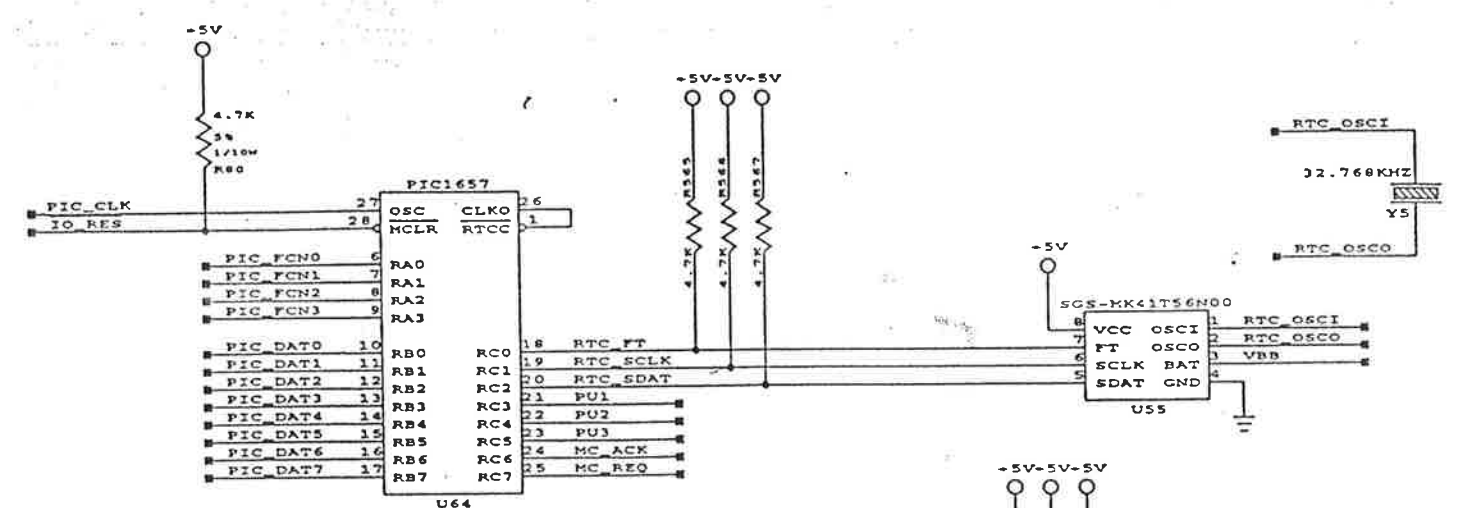 +5V
4.7K
5%
1/10W
R80
PIC_CLK
IO_RES
PIC1657
27 OSC CLKO 26
28 MCLR RTCC 1
PIC_FCN0 6 RA0
PIC_FCN1 7 RA1
PIC_FCN2 8 RA2
PIC_FCN3 9 RA3
PIC_DAT0 10 RB0 RC0 18 RTC_FT
PIC_DAT1 11 RB1 RC1 19 RTC_SCLK
PIC_DAT2 12 RB2 RC2 20 RTC_SDAT
PIC_DAT3 13 RB3 RC3 21 PU1
PIC_DAT4 14 RB4 RC4 22 PU2
PIC_DAT5 15 RB5 RC5 23 PU3
PIC_DAT6 16 RB6 RC6 24 MC_ACK
PIC_DAT7 17 RB7 RC7 25 MC_REQ
U64
+5V+5V+5V
R565
R566
R567
4.7K
4.7K
4.7K
RTC_OSCI
32.768KHZ
Y5
RTC_OSCO
+5V
SGS-MK41T56N00
8 VCC OSCI 1 RTC_OSCI
7 FT OSCO 2 RTC_OSCO
6 SCLK BAT 3 VBB
5 SDAT GND 4
U55
+5V+5V+5V